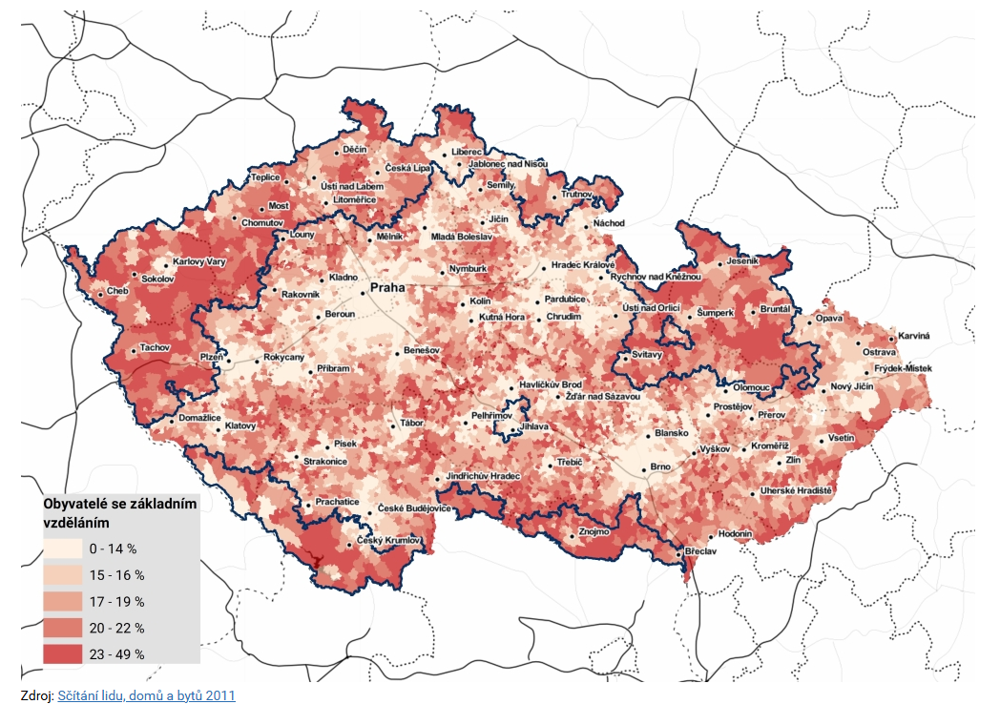 Děčín
Liberec
Jablonec nad Nisou
Česká Lípa
Teplice
Ústí nad Labem
Semily
Litoměřice
Trutnov
Most
Chomutov
Jičín
Náchod
Louny
Mělník
Mladá Boleslav
Karlovy Vary
Jeseník
Hradec Králové
Sokolov
Nymburk
Rychnov nad Kněžnou
Kladno
Praha
Cheb
Rakovník
Kolín
Pardubice
Ústí nad Orlicí
Bruntál
Beroun
Kutná Hora
Chrudim
Šumperk
Opava
Karviná
Tachov
Benešov
Ostrava
Plzeň
Rokycany
Svitavy
Příbram
Frýdek-Místek
Havlíčkův Brod
Olomouc
Nový Jičín
Žďár nad Sázavou
Prostějov
Domažlice
Pelhřimov
Přerov
Klatovy
Tábor
Jihlava
Blansko
Vsetín
Písek
Vyškov
Kroměříž
Strakonice
Třebíč
Zlín
Brno
Jindřichův Hradec
Uherské Hradiště
Prachatice
České Budějovice
Znojmo
Hodonín
Český Krumlov
Břeclav
Obyvatelé se základním
vzděláním
0 - 14 %
15 - 16 %
17 - 19 %
20 - 22 %
23 - 49 %
Zdroj: Sčítání lidu, domů a bytů 2011